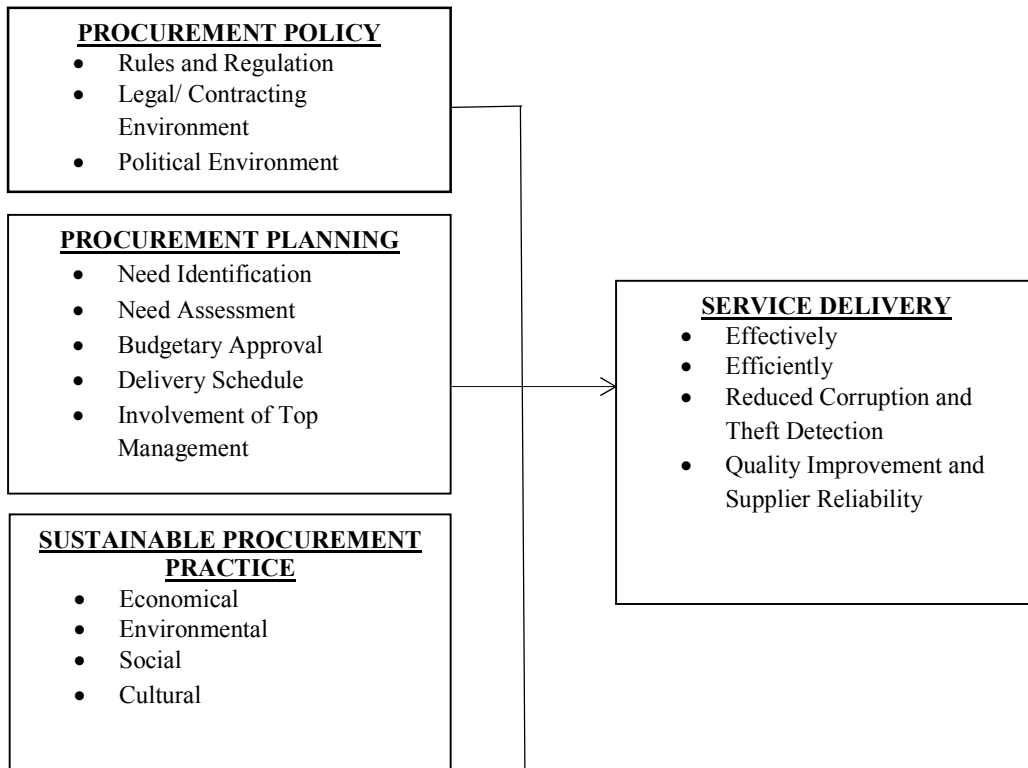 PROCUREMENT POLICY
• Rules and Regulation
• Legal/ Contracting
Environment
• Political Environment
PROCUREMENT PLANNING
• Need Identification
• Need Assessment
• Budgetary Approval
• Delivery Schedule
• Involvement of Top
Management
SUSTAINABLE PROCUREMENT
PRACTICE
• Economical
• Environmental
• Social
• Cultural
SERVICE DELIVERY
• Effectively
• Efficiently
• Reduced Corruption and
Theft Detection
• Quality Improvement and
Supplier Reliability